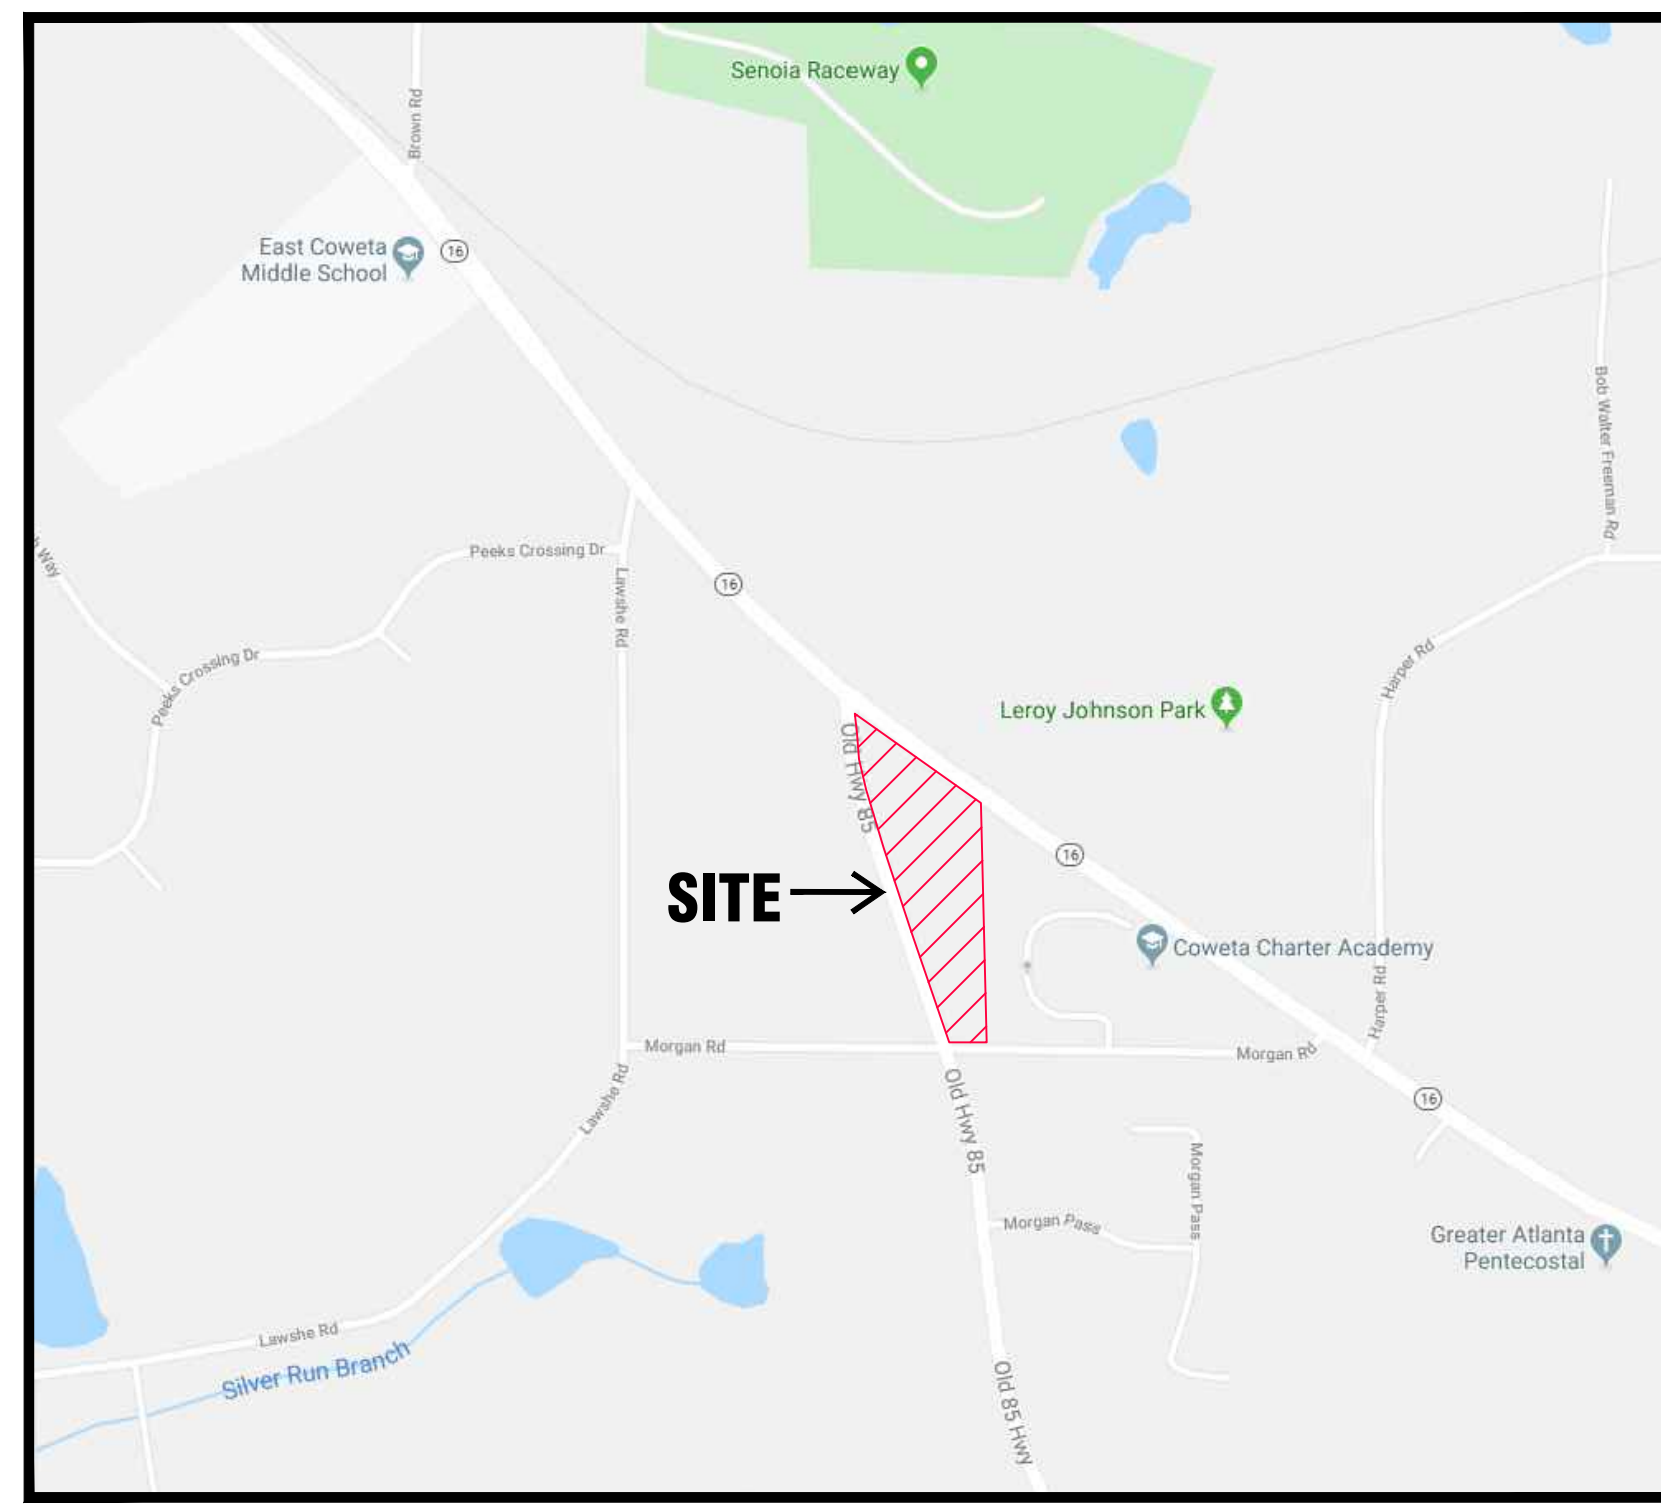 Senoia Raceway
Brown Rd
East Coweta
Middle School
16
Bob Walter Freeman Rd
Way
Peeks Crossing Dr
Lawshe Rd
16
Peeks Crossing Dr
Harper Rd
Leroy Johnson Park
Old Hwy 85
16
SITE
Coweta Charter Academy
Harper Rd
Morgan Rd
Morgan Rd
Lawshe Rd
Old Hwy 85
16
Morgan Pass
Morgan Pass
Greater Atlanta
Pentecostal
Lawshe Rd
Silver Run Branch
Old 85 Hwy